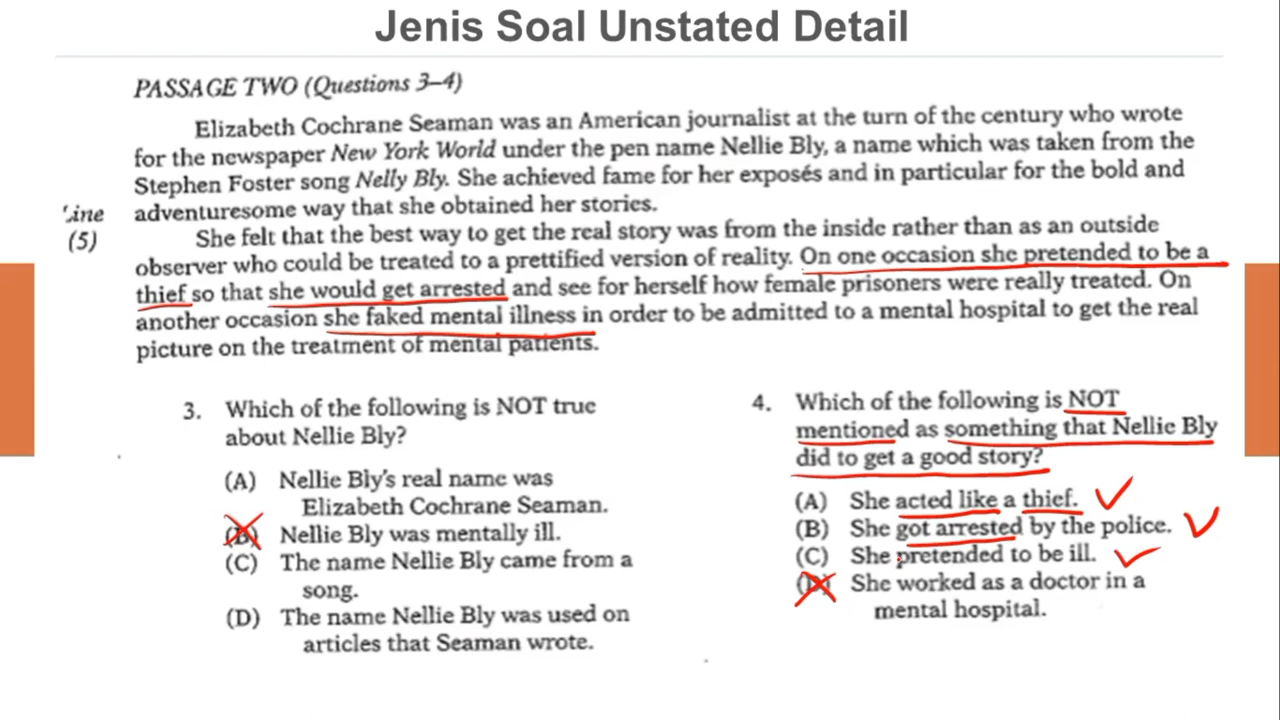 Jenis Soal Unstated Detail
PASSAGE TWO (Questions 3–4)
Elizabeth Cochrane Seaman was an American journalist at the turn of the century who wrote
for the newspaper New York World under the pen name Nellie Bly, a name which was taken from the
Stephen Foster song Nelly Bly. She achieved fame for her exposés and in particular for the bold and
Line adventuresome way that she obtained her stories.
(5) She felt that the best way to get the real story was from the inside rather than as an outside
observer who could be treated to a prettified version of reality. On one occasion she pretended to be a
thief so that she would get arrested and see for herself how female prisoners were really treated. On
another occasion she faked mental illness in order to be admitted to a mental hospital to get the real
picture on the treatment of mental patients.
3. Which of the following is NOT true
about Nellie Bly?
(A) Nellie Bly's real name was
Elizabeth Cochrane Seaman.
(B) Nellie Bly was mentally ill.
(C) The name Nellie Bly came from a
song.
(D) The name Nellie Bly was used on
articles that Seaman wrote.
4. Which of the following is NOT
mentioned as something that Nellie Bly
did to get a good story?
(A) She acted like a thief.
(B) She got arrested by the police.
(C) She pretended to be ill.
(D) She worked as a doctor in a
mental hospital.